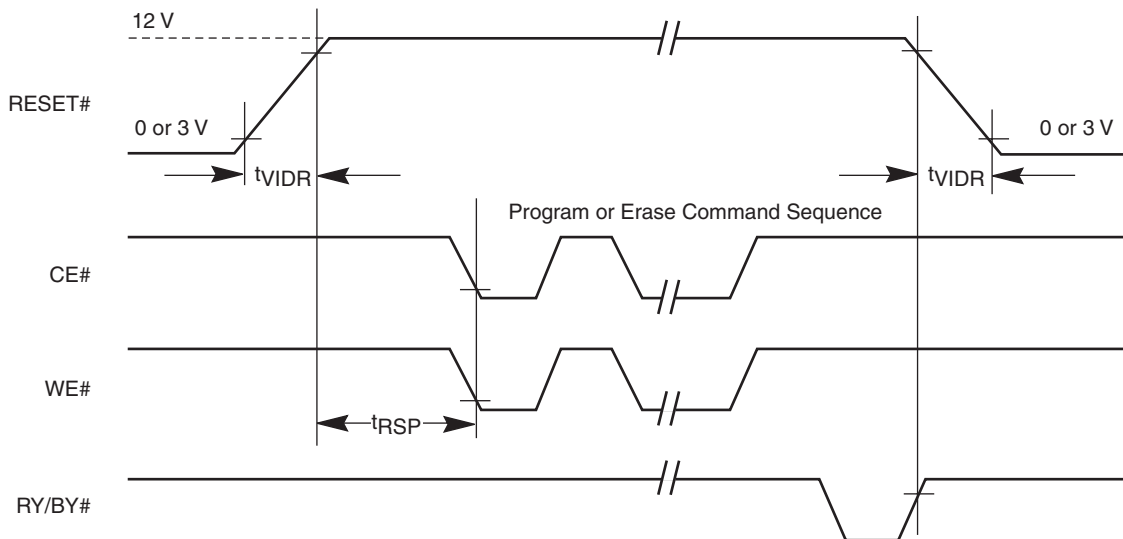 12 V
RESET#
0 or 3 V
0 or 3 V
tVIDR
tVIDR
Program or Erase Command Sequence
CE#
WE#
tRSP
RY/BY#